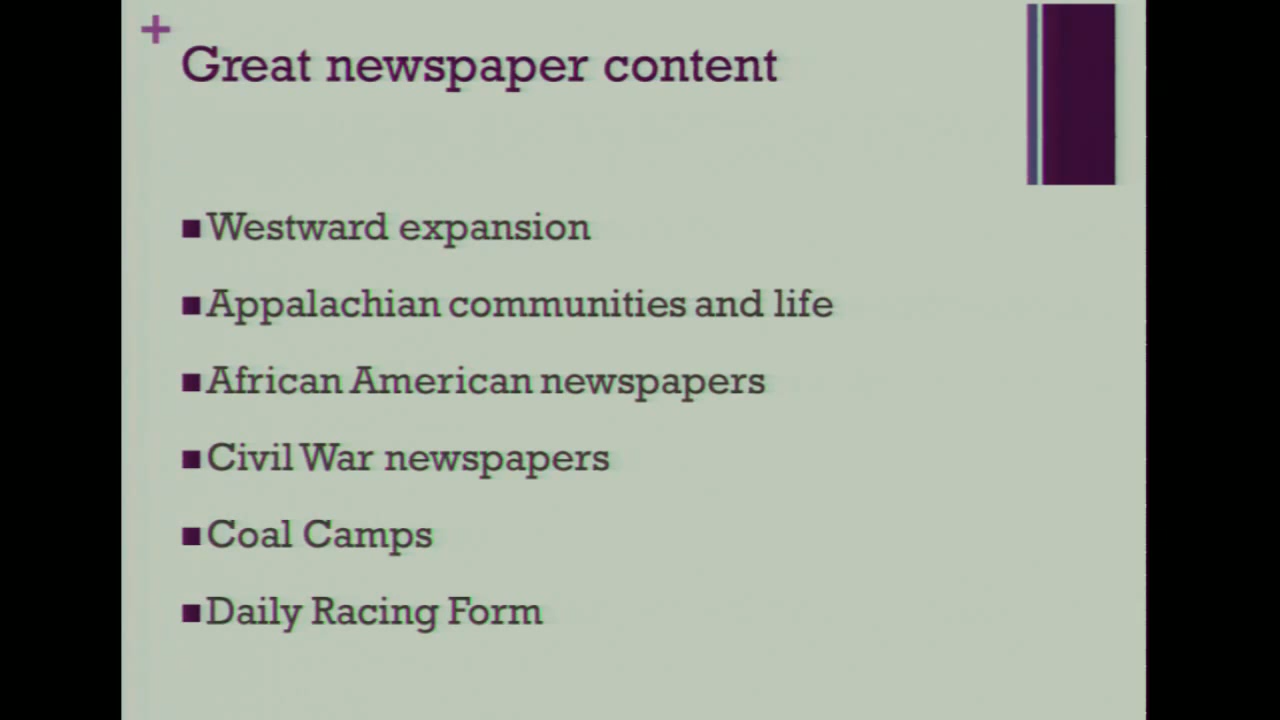 +
Great newspaper content
Westward expansion
Appalachian communities and life
African American newspapers
Civil War newspapers
Coal Camps
Daily Racing Form